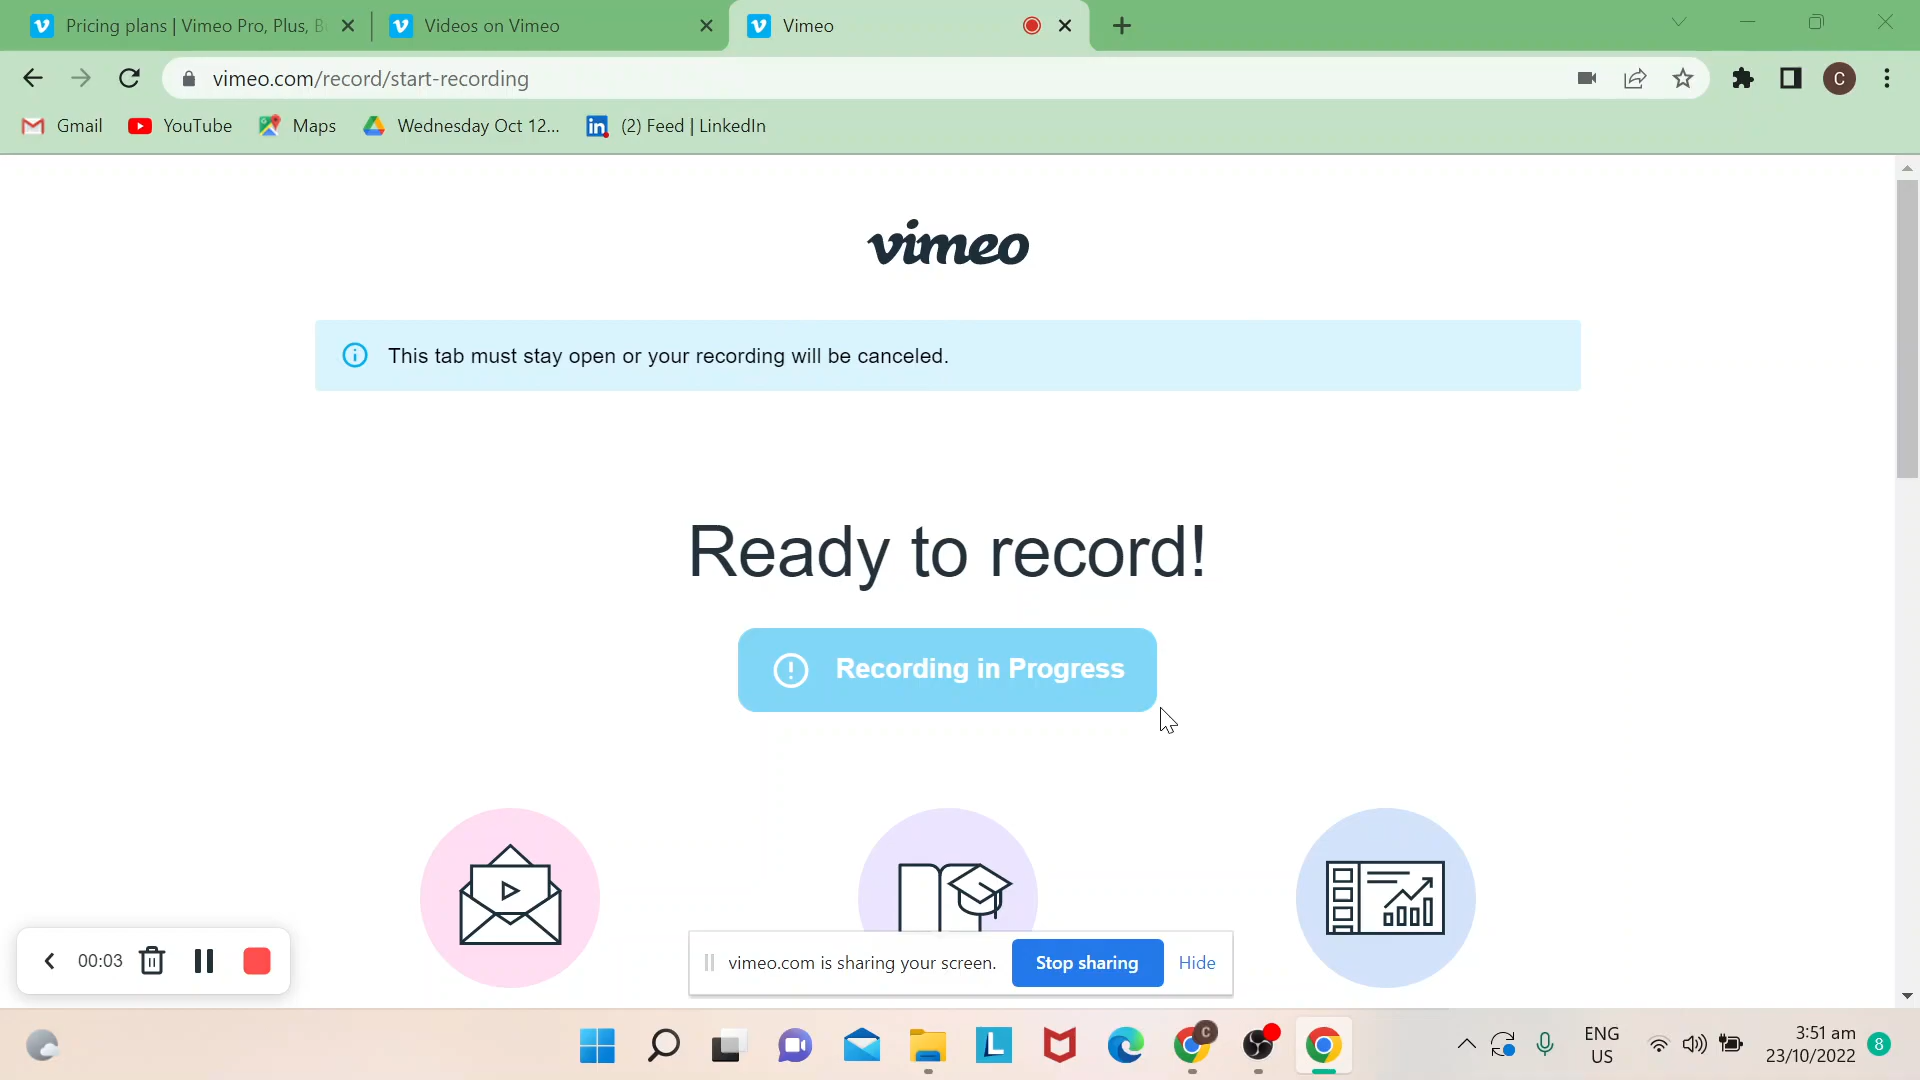 Pricing plans | Vimeo Pro, Plus, B
Videos on Vimeo
Vimeo
vimeo.com/record/start-recording
C
Gmail
YouTube
Maps
Wednesday Oct 12...
(2) Feed | LinkedIn
vimeo
This tab must stay open or your recording will be canceled.
Ready to record!
Recording in Progress
00:03
vimeo.com is sharing your screen.
Stop sharing
Hide
L
C
ENG
US
3:51 am
23/10/2022
8